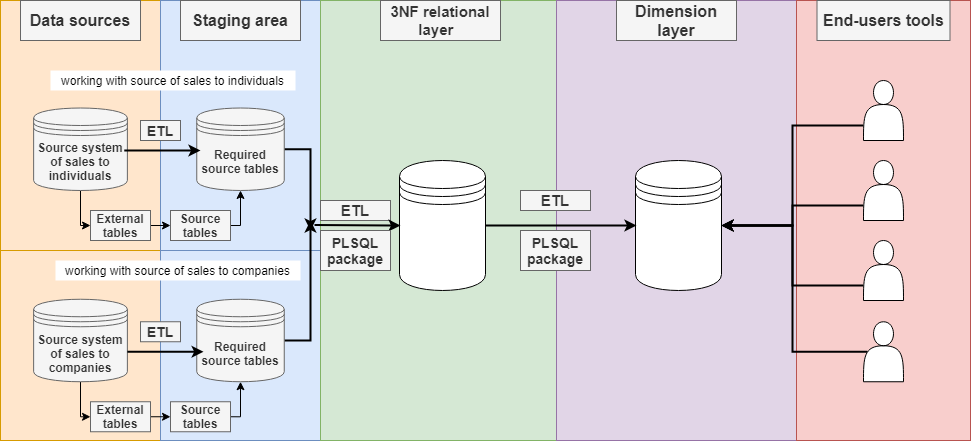 Data sources
Staging area
3NF relational
layer
Dimension
layer
End-users tools
working with source of sales to individuals
ETL
Source system
of sales to
individuals
Required
source tables
External
tables
Source
tables
ETL
PLSQL
package
ETL
PLSQL
package
working with source of sales to companies
ETL
Source system
of sales to
companies
Required
source tables
External
tables
Source
tables